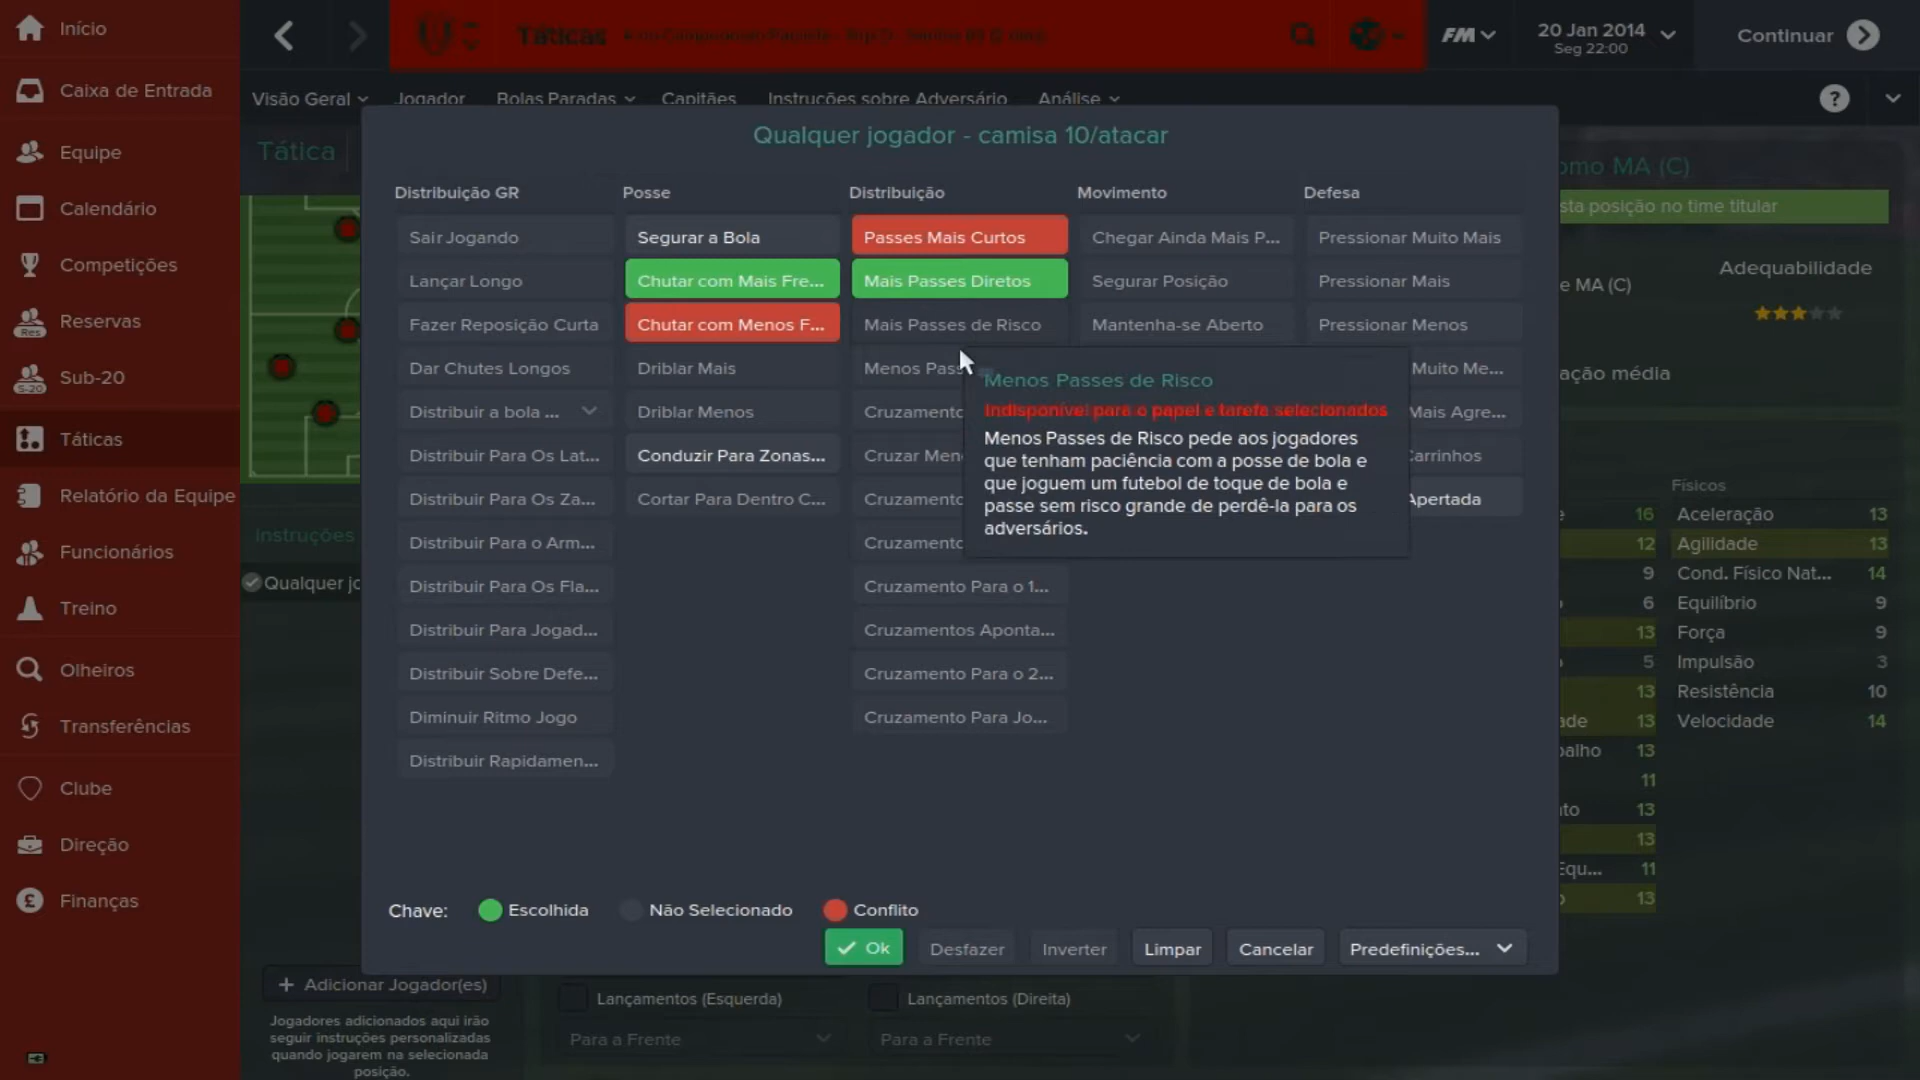 Início
Caixa de Entrada
Equipe
Calendário
Competições
Res
Reservas
S-20
Sub-20
Táticas
Relatório da Equipe
Funcionários
Treino
Olheiros
Transferências
Clube
Direção
Finanças
Táticas
FM
20 Jan 2014
Seg 22:00
Continuar
Visão Geral
Jogador
Bolas Paradas
Capitães
Instruções sobre Adversário
Análise
?
Tática
Instruções
Qualquer jo
Qualquer jogador - camisa 10/atacar
Distribuição GR
Sair Jogando
Lançar Longo
Fazer Reposição Curta
Dar Chutes Longos
Distribuir a bola ...
Distribuir Para Os Lat...
Distribuir Para Os Za...
Distribuir Para o Arm...
Distribuir Para Os Fla...
Distribuir Para Jogad...
Distribuir Sobre Defe...
Diminuir Ritmo Jogo
Distribuir Rapidamen...
Posse
Segurar a Bola
Chutar com Mais Fre...
Chutar com Menos F...
Driblar Mais
Driblar Menos
Conduzir Para Zonas...
Cortar Para Dentro C...
Distribuição
Passes Mais Curtos
Mais Passes Diretos
Mais Passes de Risco
Menos Pass
Cruzamento
Cruzar Meno
Cruzamento
Cruzamento
Cruzamento Para o 1...
Cruzamentos Aponta...
Cruzamento Para o 2...
Cruzamento Para Jo...
Movimento
Chegar Ainda Mais P...
Segurar Posição
Mantenha-se Aberto
Defesa
Pressionar Muito Mais
Pressionar Mais
Pressionar Menos
Muito Me...
Mais Agre...
Carrinhos
Apertada
Menos Passes de Risco
Indisponível para o papel e tarefa selecionados
Menos Passes de Risco pede aos jogadores
que tenham paciência com a posse de bola e
que joguem um futebol de toque de bola e
passe sem risco grande de perdê-la para os
adversários.
Chave:
Escolhida
Não Selecionado
Conflito
Ok
Desfazer
Inverter
Limpar
Cancelar
Predefinições...
omo MA (C)
sta posição no time titular
Adequabilidade
e MA (C)
ação média
Físicos
e 16
12
9
6
13
5
13
ade 13
balho 13
11
nto 13
13
Equ... 11
13
Aceleração 13
Agilidade 13
Cond. Físico Nat... 14
Equilíbrio 9
Força 9
Impulsão 3
Resistência 10
Velocidade 14
+ Adicionar Jogador(es)
Jogadores adicionados aqui irão
seguir instruções personalizadas
quando jogarem na selecionada
posição.
Lançamentos (Esquerda)
Para a Frente
Lançamentos (Direita)
Para a Frente